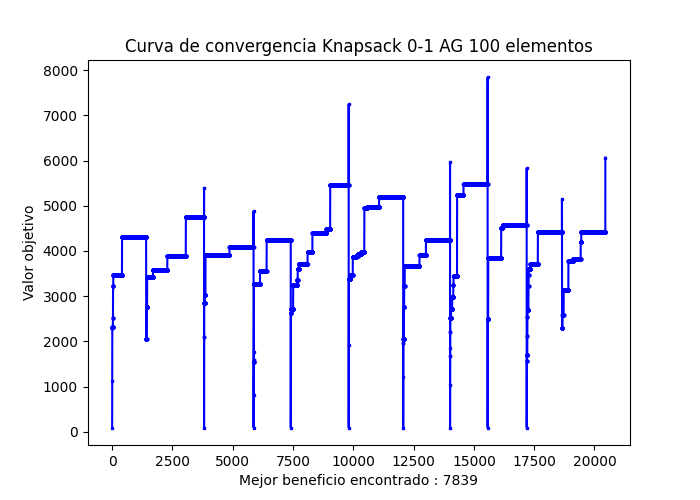 Curva de convergencia Knapsack 0-1 AG 100 elementos
8000
7000
6000
5000
4000
3000
2000
1000
0
Valor objetivo
0 2500 5000 7500 10000 12500 15000 17500 20000
Mejor beneficio encontrado : 7839